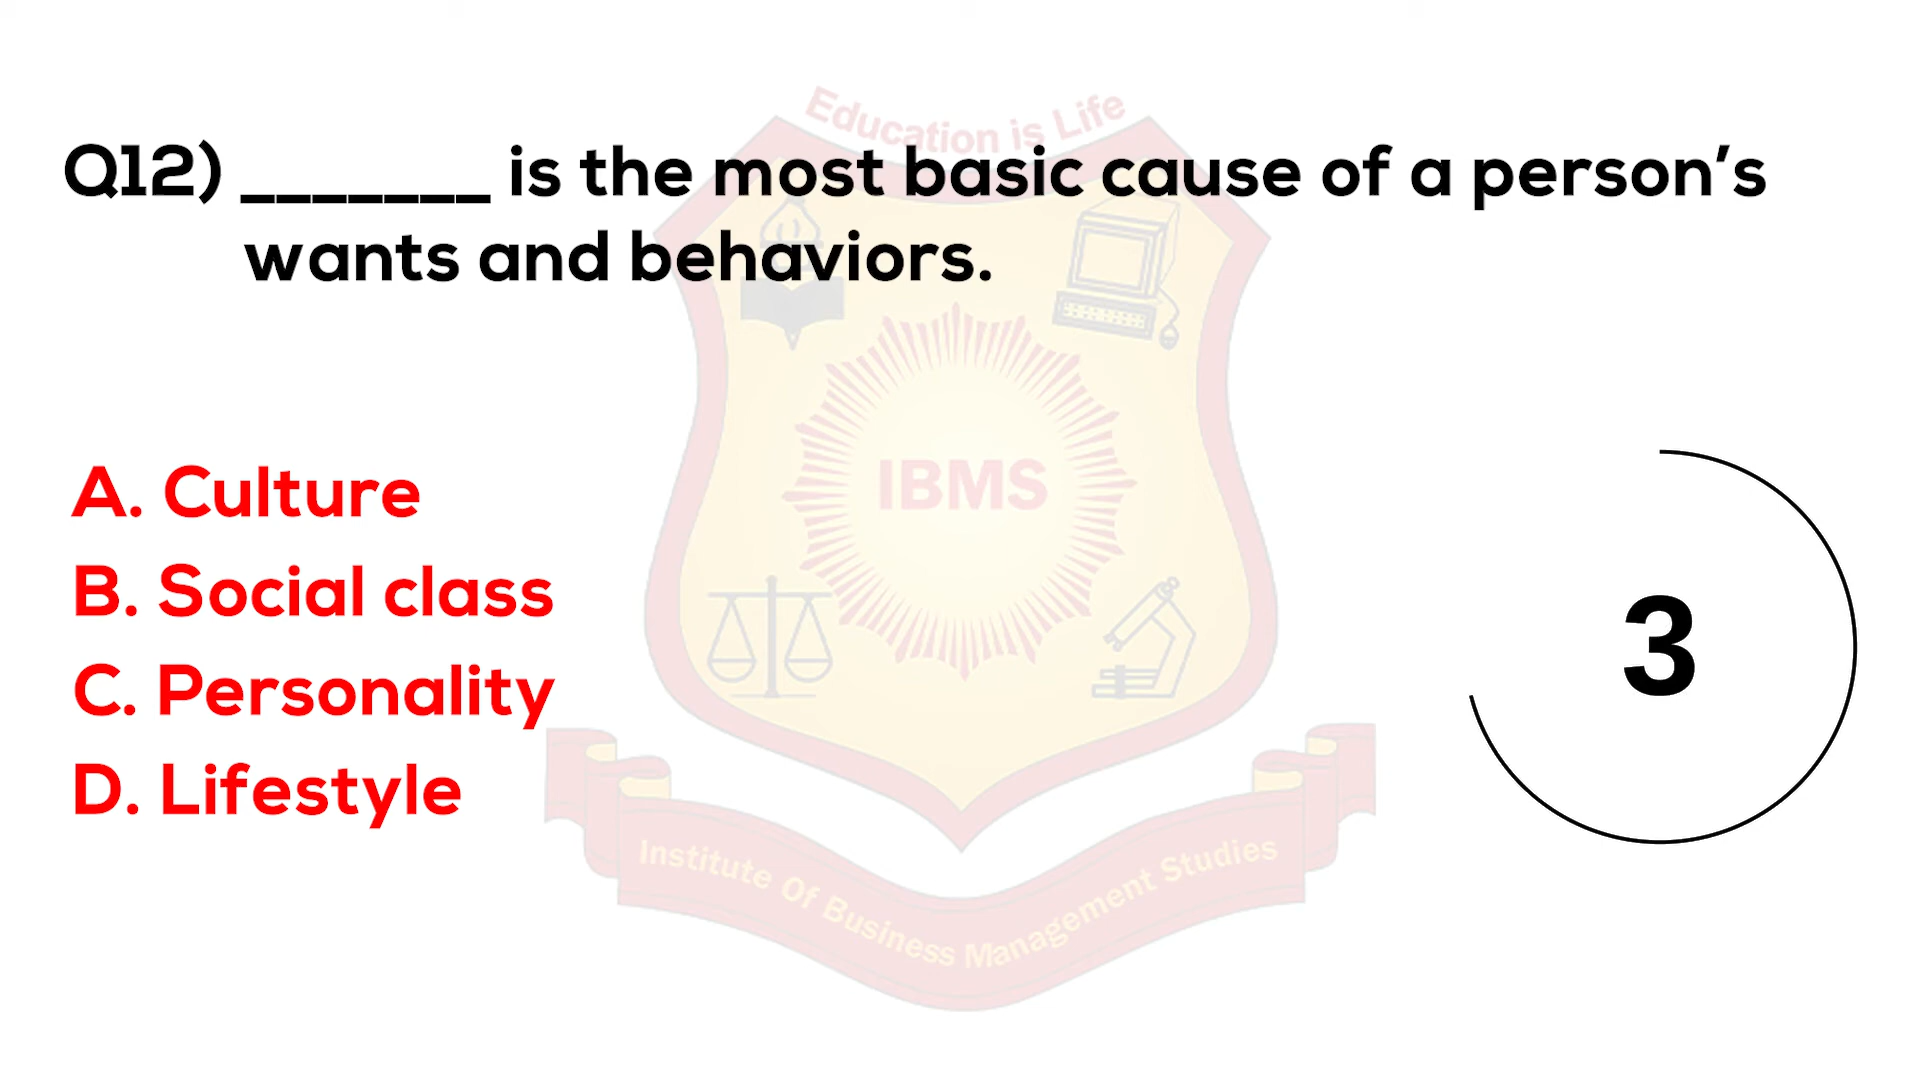 Education is Life
Q12) _______ is the most basic cause of a person’s
wants and behaviors.
IBMS
A. Culture
B. Social class
C. Personality
D. Lifestyle
3
Institute Of Business Management Studies